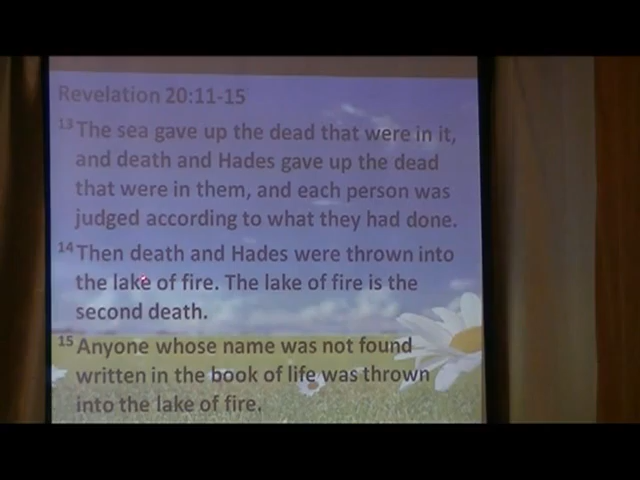 Revelation 20:11-15
13 The sea gave up the dead that were in it,
and death and Hades gave up the dead
that were in them, and each person was
judged according to what they had done.
14 Then death and Hades were thrown into
the lake of fire. The lake of fire is the
second death.
15 Anyone whose name was not found
written in the book of life was thrown
into the lake of fire.